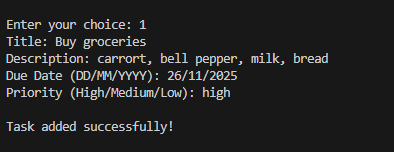 Enter your choice: 1
Title: Buy groceries
Description: carrort, bell pepper, milk, bread
Due Date (DD/MM/YYYY): 26/11/2025
Priority (High/Medium/Low): high
Task added successfully!